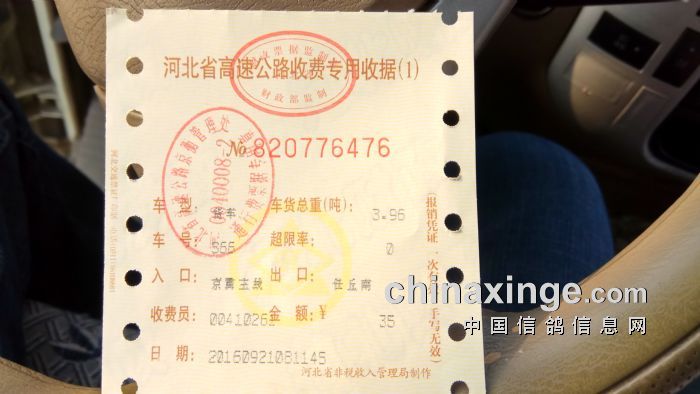 河北省高速公路收费专用收据(1)
财政部监制
No 820776476
车 型: 货车 车货总重(吨): 3.96
车 号: 566 超限率: 0
入 口: 京冀主线 出 口: 任丘南
收费员: 00410262 金 额: ¥ 35
日 期: 20160921081145
河北省非税收入管理局制作
chinaxinge.com
中国信鸽信息网